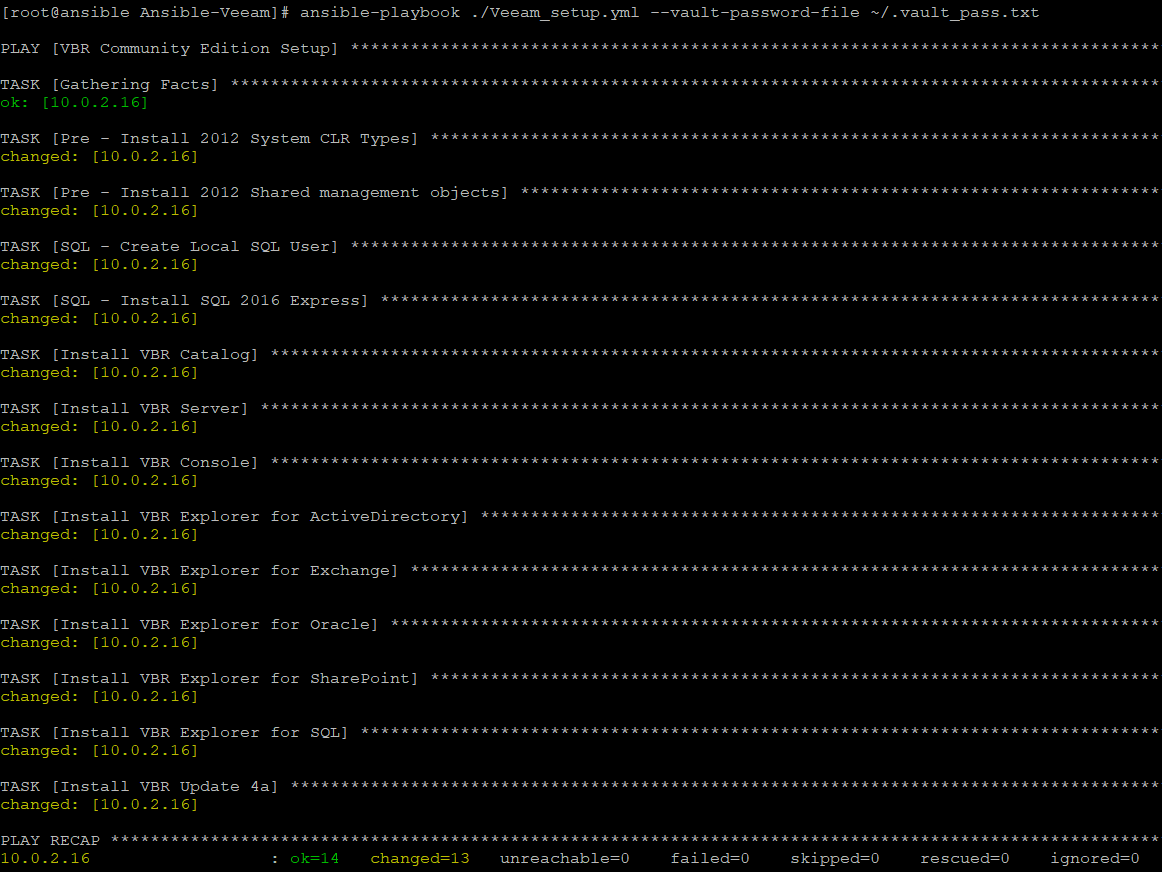 [root@ansible Ansible-Veeam]# ansible-playbook ./Veeam_setup.yml --vault-password-file ~/.vault_pass.txt
PLAY [VBR Community Edition Setup] *********************************************************************************
TASK [Gathering Facts] *********************************************************************************************
ok: [10.0.2.16]
TASK [Pre - Install 2012 System CLR Types] *************************************************************************
changed: [10.0.2.16]
TASK [Pre - Install 2012 Shared management objects] ****************************************************************
changed: [10.0.2.16]
TASK [SQL - Create Local SQL User] *********************************************************************************
changed: [10.0.2.16]
TASK [SQL - Install SQL 2016 Express] ******************************************************************************
changed: [10.0.2.16]
TASK [Install VBR Catalog] *****************************************************************************************
changed: [10.0.2.16]
TASK [Install VBR Server] ******************************************************************************************
changed: [10.0.2.16]
TASK [Install VBR Console] *****************************************************************************************
changed: [10.0.2.16]
TASK [Install VBR Explorer for ActiveDirectory] ********************************************************************
changed: [10.0.2.16]
TASK [Install VBR Explorer for Exchange] ***************************************************************************
changed: [10.0.2.16]
TASK [Install VBR Explorer for Oracle] *****************************************************************************
changed: [10.0.2.16]
TASK [Install VBR Explorer for SharePoint] *************************************************************************
changed: [10.0.2.16]
TASK [Install VBR Explorer for SQL] ********************************************************************************
changed: [10.0.2.16]
TASK [Install VBR Update 4a] ***************************************************************************************
changed: [10.0.2.16]
PLAY RECAP *********************************************************************************************************
10.0.2.16                  : ok=14   changed=13   unreachable=0    failed=0    skipped=0    rescued=0    ignored=0